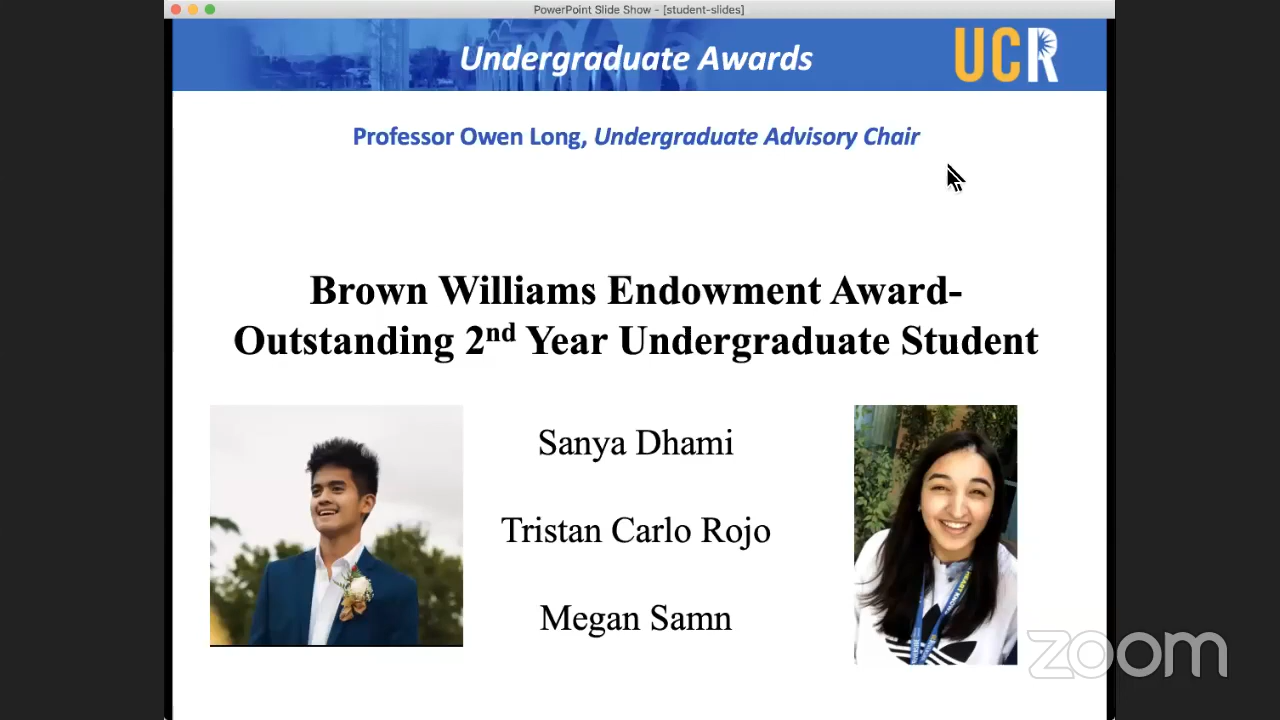 PowerPoint Slide Show - [student-slides]
Undergraduate Awards
UCR
Professor Owen Long, Undergraduate Advisory Chair
Brown Williams Endowment Award-
Outstanding 2nd Year Undergraduate Student
Sanya Dhami
Tristan Carlo Rojo
Megan Samn
zoom